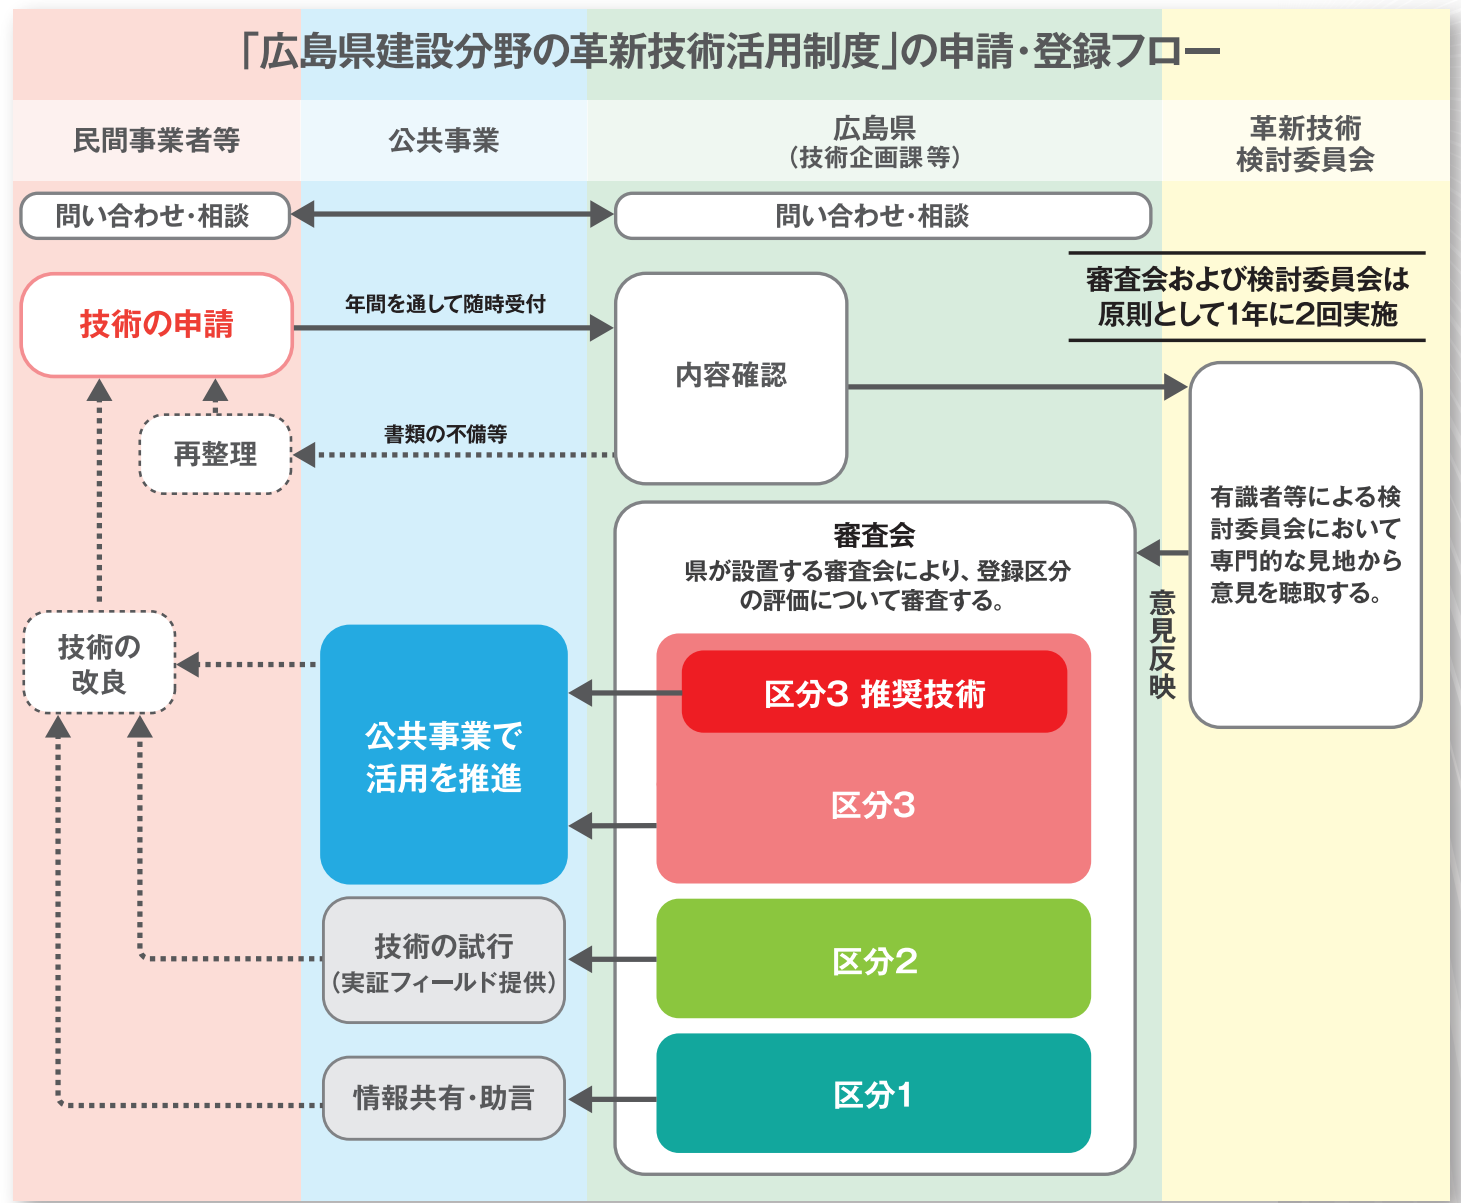 「広島県建設分野の革新技術活用制度」の申請・登録フロー
民間事業者等
公共事業
広島県
（技術企画課等）
革新技術
検討委員会
問い合わせ・相談
問い合わせ・相談
審査会および検討委員会は
原則として1年に2回実施
技術の申請
年間を通して随時受付
内容確認
書類の不備等
再整理
有識者等による検
討委員会において
専門的な見地から
意見を聴取する。
意見反映
審査会
県が設置する審査会により、登録区分
の評価について審査する。
技術の
改良
公共事業で
活用を推進
区分3 推奨技術
区分3
技術の試行
（実証フィールド提供）
区分2
情報共有・助言
区分1